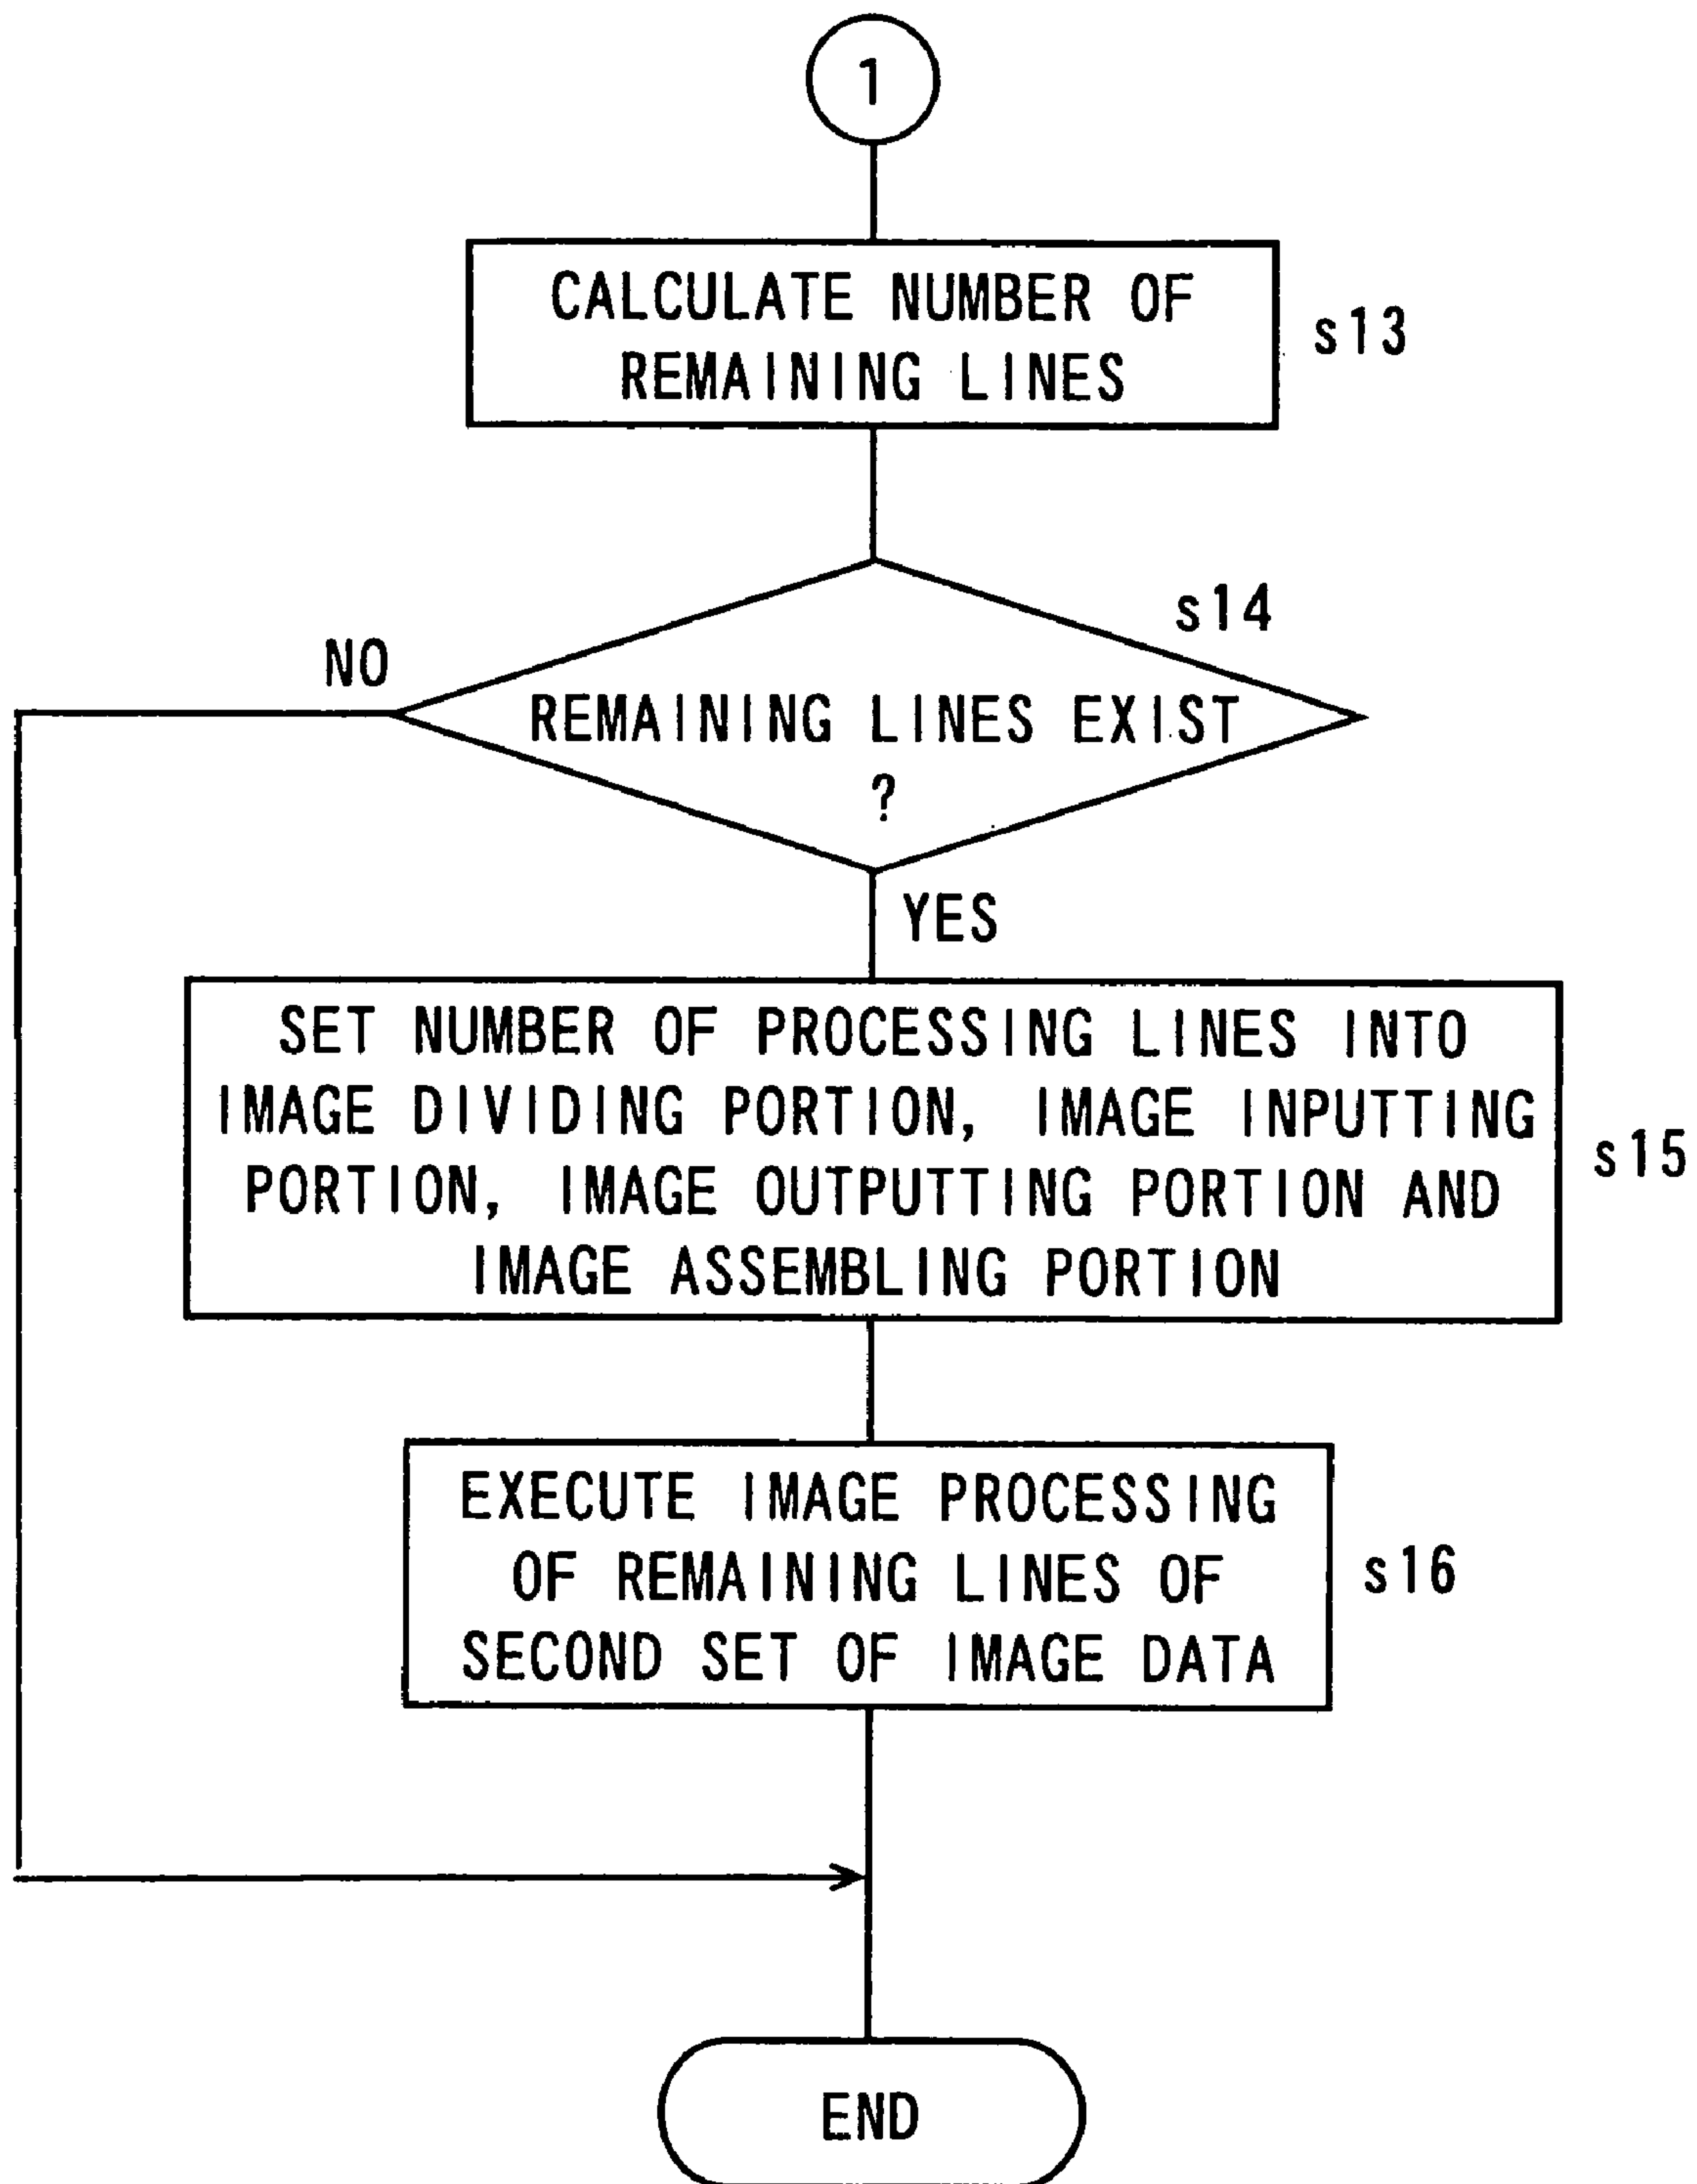 1
CALCULATE NUMBER OF
REMAINING LINES
s13
s14
NO
REMAINING LINES EXIST
?
YES
SET NUMBER OF PROCESSING LINES INTO
IMAGE DIVIDING PORTION, IMAGE INPUTTING
PORTION, IMAGE OUTPUTTING PORTION AND
IMAGE ASSEMBLING PORTION
s15
EXECUTE IMAGE PROCESSING
OF REMAINING LINES OF
SECOND SET OF IMAGE DATA
s16
END